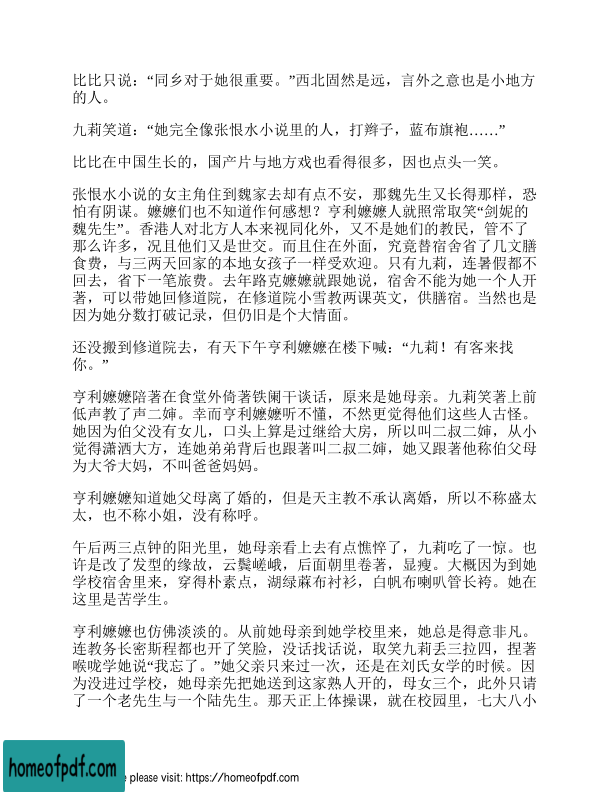 比比只说：“同乡对于她很重要。”西北固然是远，言外之意也是小地方
的人。
九莉笑道：“她完全像张恨水小说里的人，打辫子，蓝布旗袍……”
比比在中国生长的，国产片与地方戏也看得很多，因也点头一笑。
张恨水小说的女主角住到魏家去却有点不安，那魏先生又长得那样，恐
怕有阴谋。嬷嬷们也不知道作何感想？亨利嬷嬷人就照常取笑“剑妮的
魏先生”。香港人对北方人本来视同化外，又不是她们的教民，管不了
那么许多，况且他们又是世交。而且住在外面，究竟替宿舍省了几文膳
食费，与三两天回家的本地女孩子一样受欢迎。只有九莉，连暑假都不
回去，省下一笔旅费。去年路克嬷嬷就跟她说，宿舍不能为她一个人开
著，可以带她回修道院，在修道院小雪教两课英文，供膳宿。当然也是
因为她分数打破记录，但仍旧是个大情面。
还没搬到修道院去，有天下午亨利嬷嬷在楼下喊：“九莉！有客来找
你。”
亨利嬷嬷陪著在食堂外倚著铁阑干谈话，原来是她母亲。九莉笑著上前
低声教了声二婶。幸而亨利嬷嬷听不懂，不然更觉得他们这些人古怪。
她因为伯父没有女儿，口头上算是过继给大房，所以叫二叔二婶，从小
觉得潇洒大方，连她弟弟背后也跟著叫二叔二婶，她又跟著他称伯父母
为大爷大妈，不叫爸爸妈妈。
亨利嬷嬷知道她父母离了婚的，但是天主教不承认离婚，所以不称盛太
太，也不称小姐，没有称呼。
午后两三点钟的阳光里，她母亲看上去有点憔悴了，九莉吃了一惊。也
许是改了发型的缘故，云鬓嵯峨，后面朝里卷著，显瘦。大概因为到她
学校宿舍里来，穿得朴素点，湖绿蔴布衬衫，白帆布喇叭管长袴。她在
这里是苦学生。
亨利嬷嬷也仿佛淡淡的。从前她母亲到她学校里来，她总是得意非凡。
连教务长密斯程都也开了笑脸，没话找话说，取笑九莉丢三拉四，捏著
喉咙学她说“我忘了。”她父亲只来过一次，还是在刘氏女学的时候。因
为没进过学校，她母亲先把她送到这家熟人开的，母女三个，此外只请
了一个老先生与一个陆先生。那天正上体操课，就在校园里，七大八小
homeofpdf.com
e please visit: https://homeofpdf.com